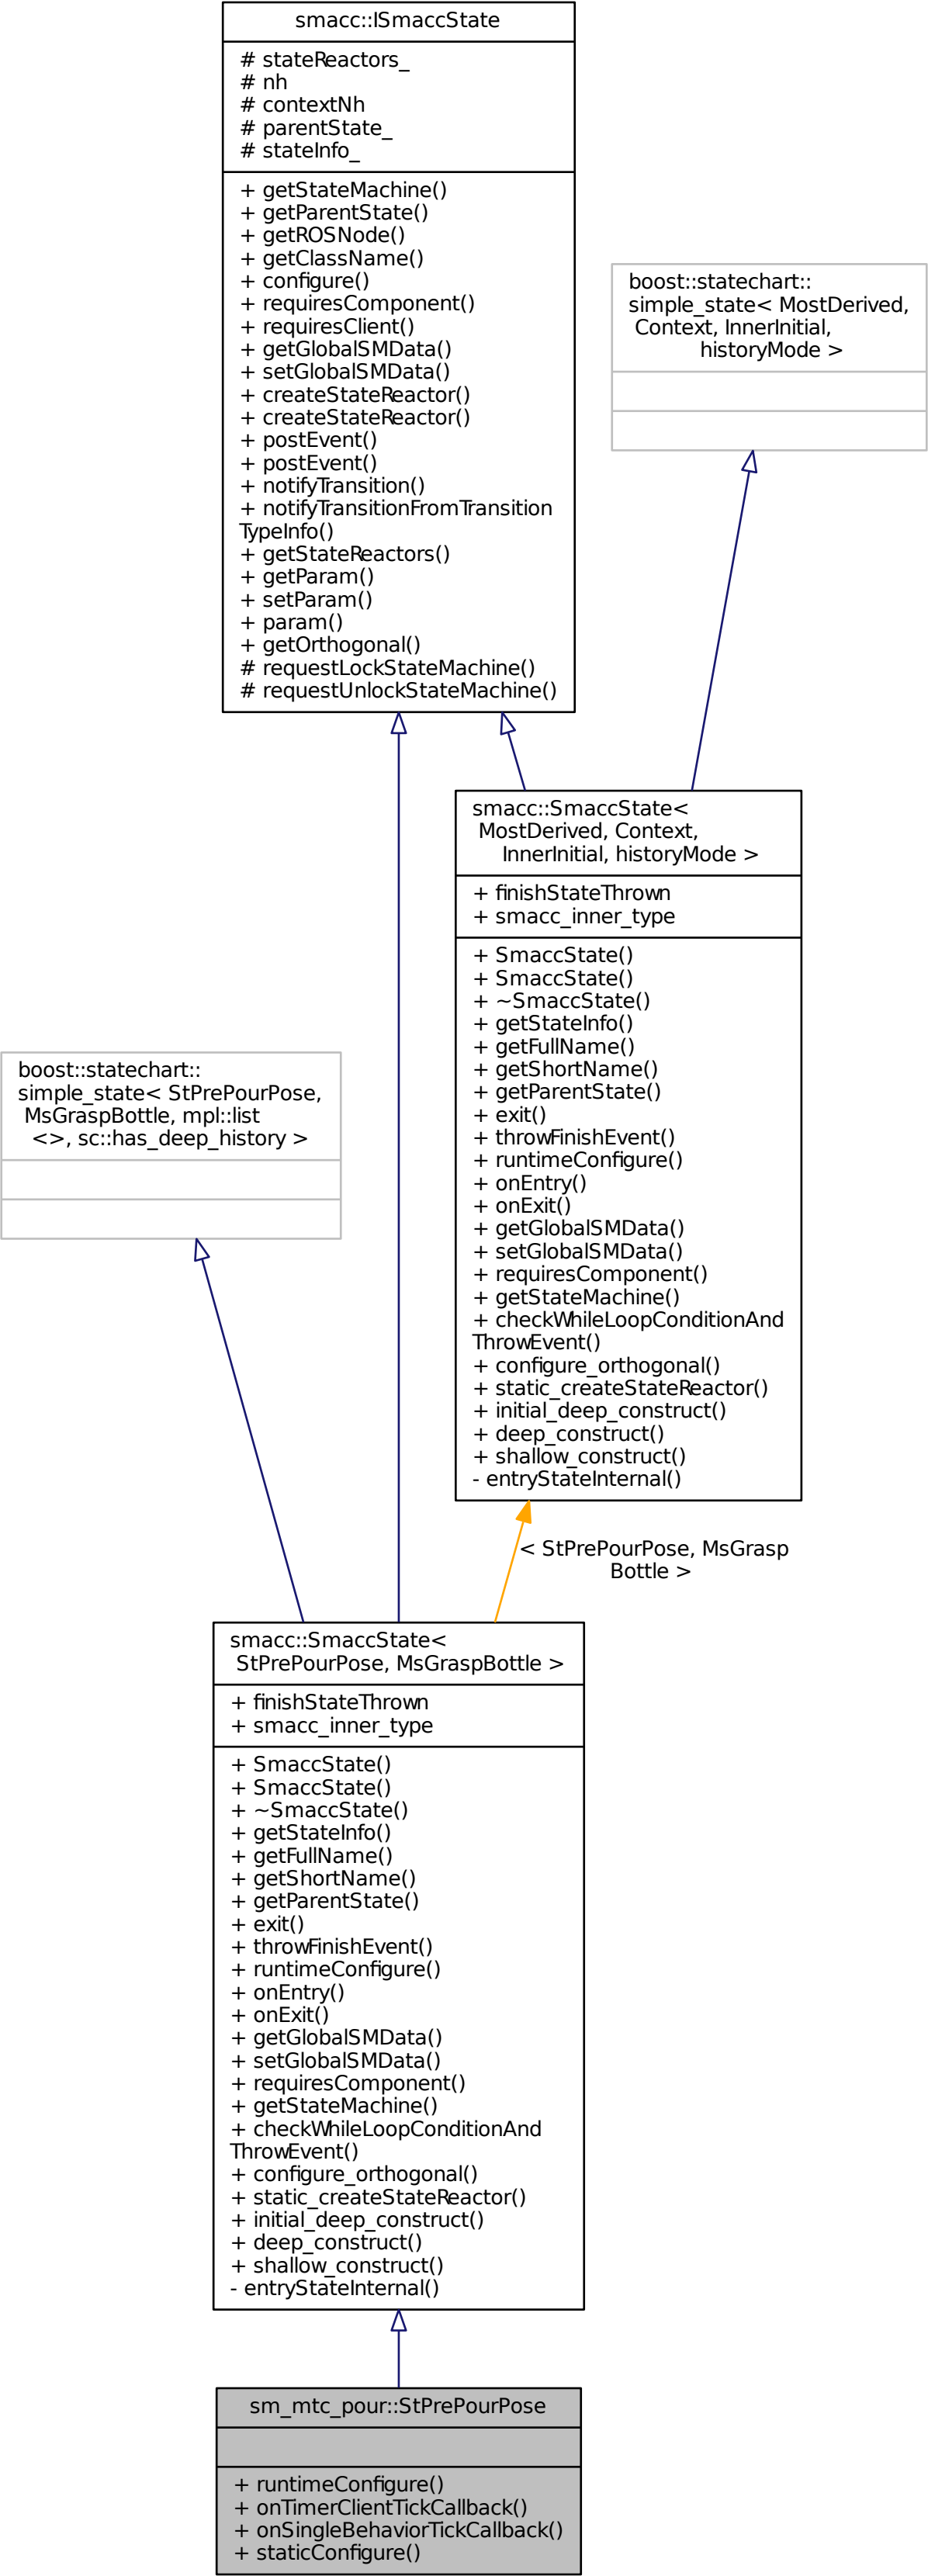 smacc::ISmaccState
# stateReactors_
# nh
# contextNh
# parentState_
# stateInfo_
+ getStateMachine()
+ getParentState()
+ getROSNode()
+ getClassName()
+ configure()
+ requiresComponent()
+ requiresClient()
+ getGlobalSMData()
+ setGlobalSMData()
+ createStateReactor()
+ createStateReactor()
+ postEvent()
+ postEvent()
+ notifyTransition()
+ notifyTransitionFromTransition
TypeInfo()
+ getStateReactors()
+ getParam()
+ setParam()
+ param()
+ getOrthogonal()
# requestLockStateMachine()
# requestUnlockStateMachine()
boost::statechart::
simple_state< MostDerived,
Context, InnerInitial,
historyMode >
smacc::SmaccState<
MostDerived, Context,
InnerInitial, historyMode >
+ finishStateThrown
+ smacc_inner_type
+ SmaccState()
+ SmaccState()
+ ~SmaccState()
+ getStateInfo()
+ getFullName()
+ getShortName()
+ getParentState()
+ exit()
+ throwFinishEvent()
+ runtimeConfigure()
+ onEntry()
+ onExit()
+ getGlobalSMData()
+ setGlobalSMData()
+ requiresComponent()
+ getStateMachine()
+ checkWhileLoopConditionAnd
ThrowEvent()
+ configure_orthogonal()
+ static_createStateReactor()
+ initial_deep_construct()
+ deep_construct()
+ shallow_construct()
- entryStateInternal()
boost::statechart::
simple_state< StPrePourPose,
MsGraspBottle, mpl::list
<>, sc::has_deep_history >
< StPrePourPose, MsGrasp
Bottle >
smacc::SmaccState<
StPrePourPose, MsGraspBottle >
+ finishStateThrown
+ smacc_inner_type
+ SmaccState()
+ SmaccState()
+ ~SmaccState()
+ getStateInfo()
+ getFullName()
+ getShortName()
+ getParentState()
+ exit()
+ throwFinishEvent()
+ runtimeConfigure()
+ onEntry()
+ onExit()
+ getGlobalSMData()
+ setGlobalSMData()
+ requiresComponent()
+ getStateMachine()
+ checkWhileLoopConditionAnd
ThrowEvent()
+ configure_orthogonal()
+ static_createStateReactor()
+ initial_deep_construct()
+ deep_construct()
+ shallow_construct()
- entryStateInternal()
sm_mtc_pour::StPrePourPose
+ runtimeConfigure()
+ onTimerClientTickCallback()
+ onSingleBehaviorTickCallback()
+ staticConfigure()